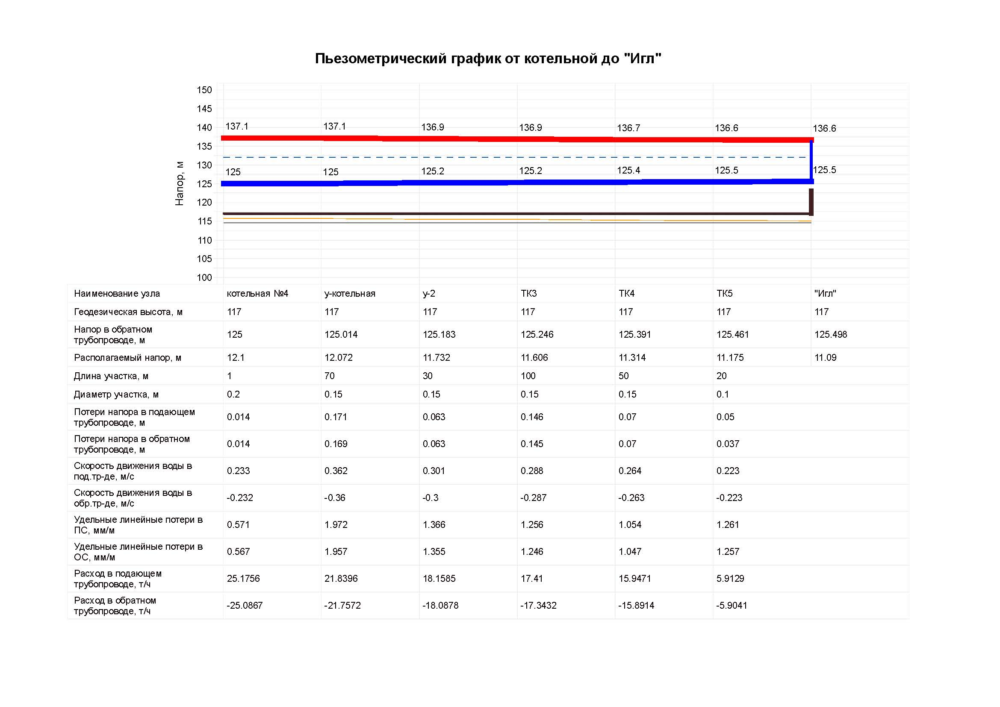 Пьезометрический график от котельной до "Игл"
150
145
140
135
130
125
120
115
110
105
100
Напор, м
137.1 137.1 136.9 136.9 136.7 136.6 136.6
125 125 125.2 125.2 125.4 125.5 125.5
Наименование узла котельная №4 у-котельная у-2 ТК3 ТК4 ТК5 "Игл"
Геодезическая высота, м 117 117 117 117 117 117 117
Напор в обратном
трубопроводе, м 125 125.014 125.183 125.246 125.391 125.461 125.498
Располагаемый напор, м 12.1 12.072 11.732 11.606 11.314 11.175 11.09
Длина участка, м 1 70 30 100 50 20
Диаметр участка, м 0.2 0.15 0.15 0.15 0.15 0.1
Потери напора в подающем
трубопроводе, м 0.014 0.171 0.063 0.146 0.07 0.05
Потери напора в обратном
трубопроводе, м 0.014 0.169 0.063 0.145 0.07 0.037
Скорость движения воды в
под.тр-де, м/с 0.233 0.362 0.301 0.288 0.264 0.223
Скорость движения воды в
обр.тр-де, м/с -0.232 -0.36 -0.3 -0.287 -0.263 -0.223
Удельные линейные потери в
ПС, мм/м 0.571 1.972 1.366 1.256 1.054 1.261
Удельные линейные потери в
ОС, мм/м 0.567 1.957 1.355 1.246 1.047 1.257
Расход в подающем
трубопроводе, т/ч 25.1756 21.8396 18.1585 17.41 15.9471 5.9129
Расход в обратном
трубопроводе, т/ч -25.0867 -21.7572 -18.0878 -17.3432 -15.8914 -5.9041